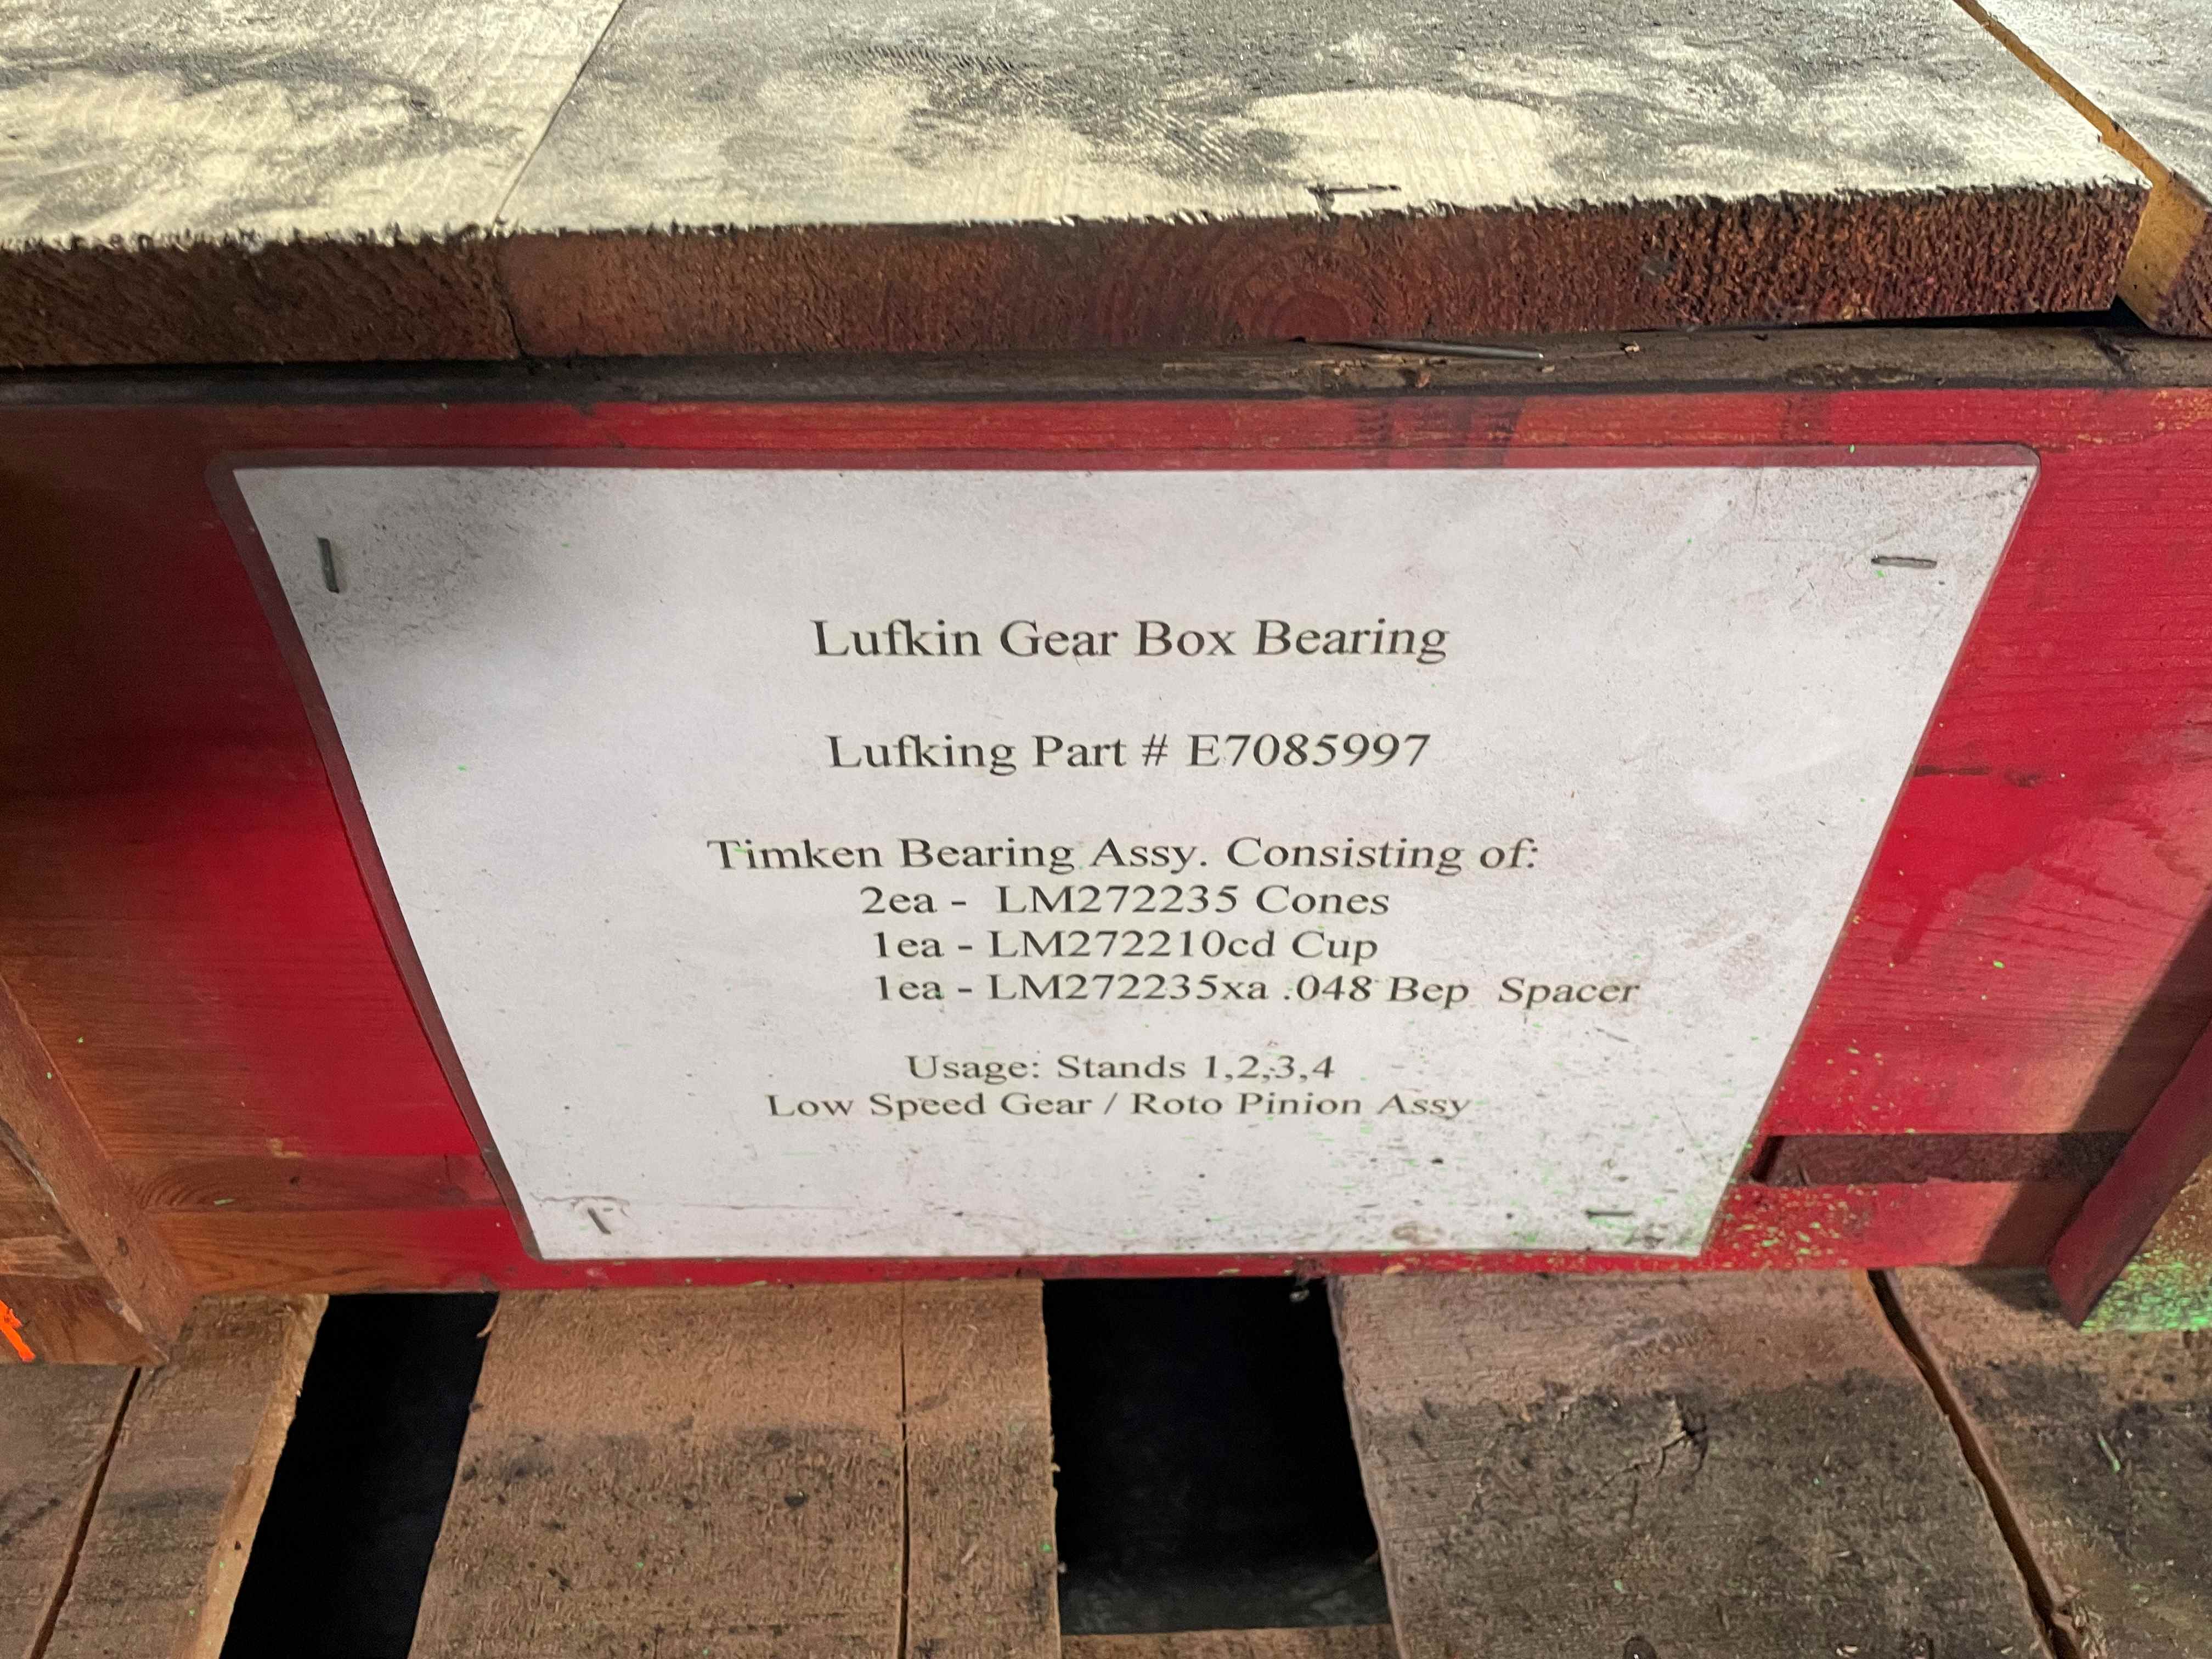 Lufkin Gear Box Bearing
Lufking Part # E7085997
Timken Bearing Assy. Consisting of:
2ea - LM272235 Cones
1ea - LM272210cd Cup
1ea - LM272235xa .048 Bep Spacer
Usage: Stands 1,2,3,4
Low Speed Gear / Roto Pinion Assy